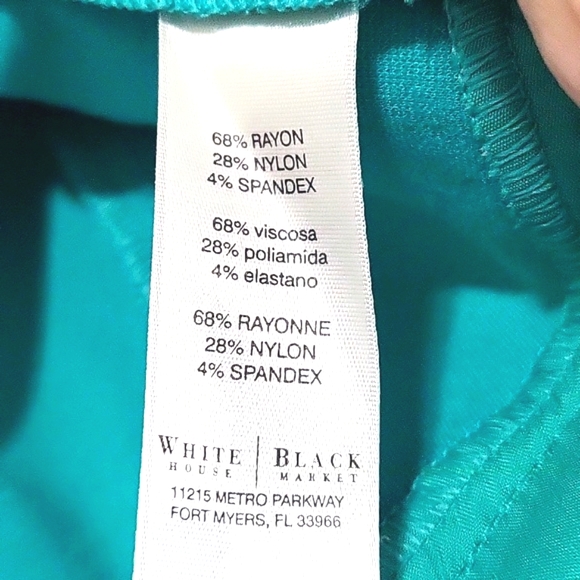 68% RAYON
28% NYLON
4% SPANDEX
68% viscosa
28% poliamida
4% elastano
68% RAYONNE
28% NYLON
4% SPANDEX
WHITE | BLACK
HOUSE MARKET
11215 METRO PARKWAY
FORT MYERS, FL 33966